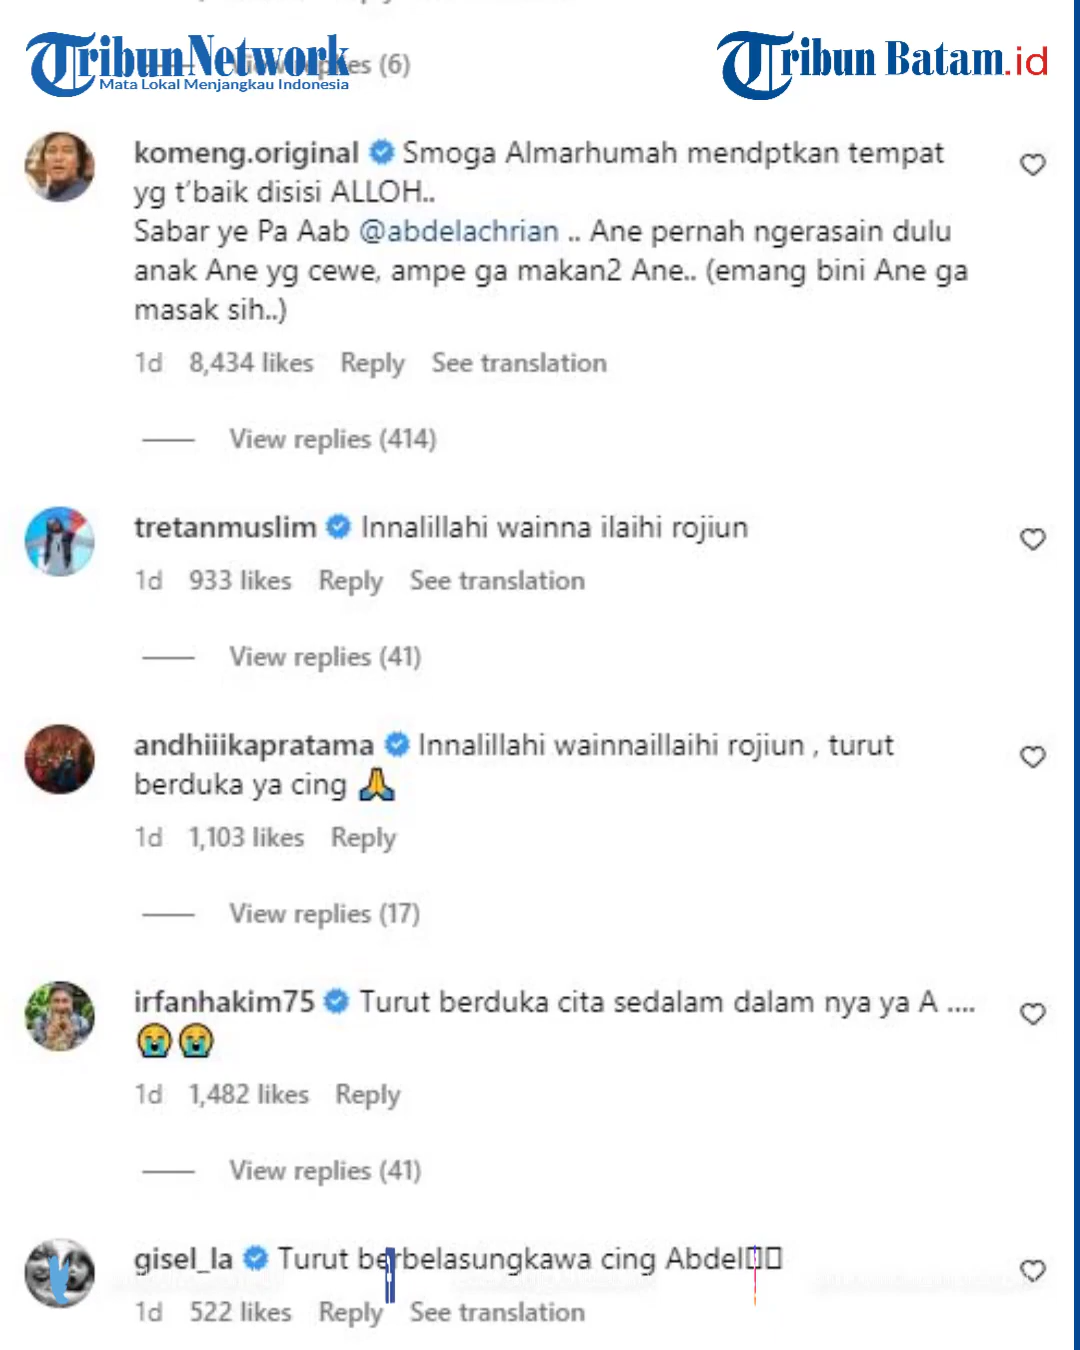 Tribun Network
Mata Lokal Menjangkau Indonesia
View replies (6)
Tribun Batam.id
komeng.original Smoga Almarhumah mendptkan tempat
yg t'baik disisi ALLOH..
Sabar ye Pa Aab @abdelachrian .. Ane pernah ngerasain dulu
anak Ane yg cewe, ampe ga makan2 Ane.. (emang bini Ane ga
masak sih..)
1d 8,434 likes Reply See translation
View replies (414)
tretanmuslim Innalillahi wainna ilaihi rojiun
1d 933 likes Reply See translation
View replies (41)
andhiiikapratama Innalillahi wainnaillaihi rojiun , turut
berduka ya cing 🙏
1d 1,103 likes Reply
View replies (17)
irfanhakim75 Turut berduka cita sedalam dalam nya ya A ....
😭😭
1d 1,482 likes Reply
View replies (41)
gisel_la Turut berbelasungkawa cing Abdel
1d 522 likes Reply See translation